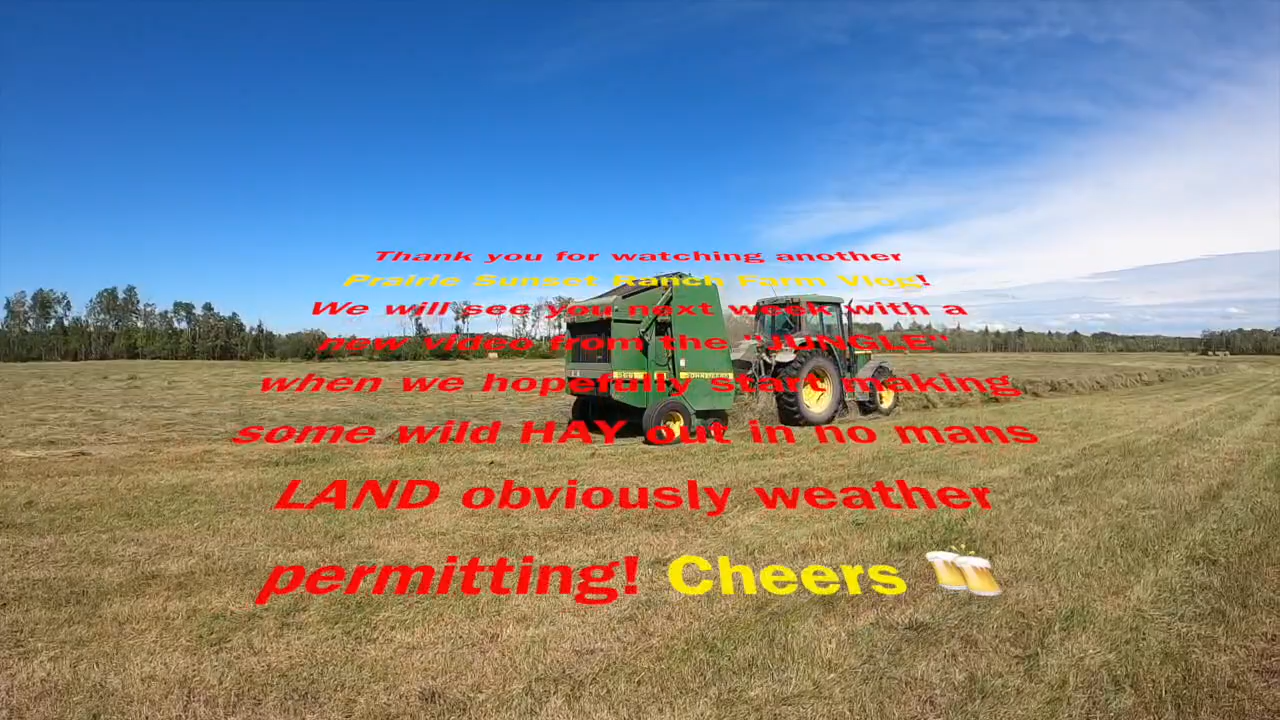 Thank you for watching another
Prairie Sunset Ranch Farm Vlog!
We will see you next week with a
new video from the "JUNGLE"
when we hopefully start making
some wild HAY out in no mans
LAND obviously weather
permitting! Cheers 🍻
JOHN DEERE